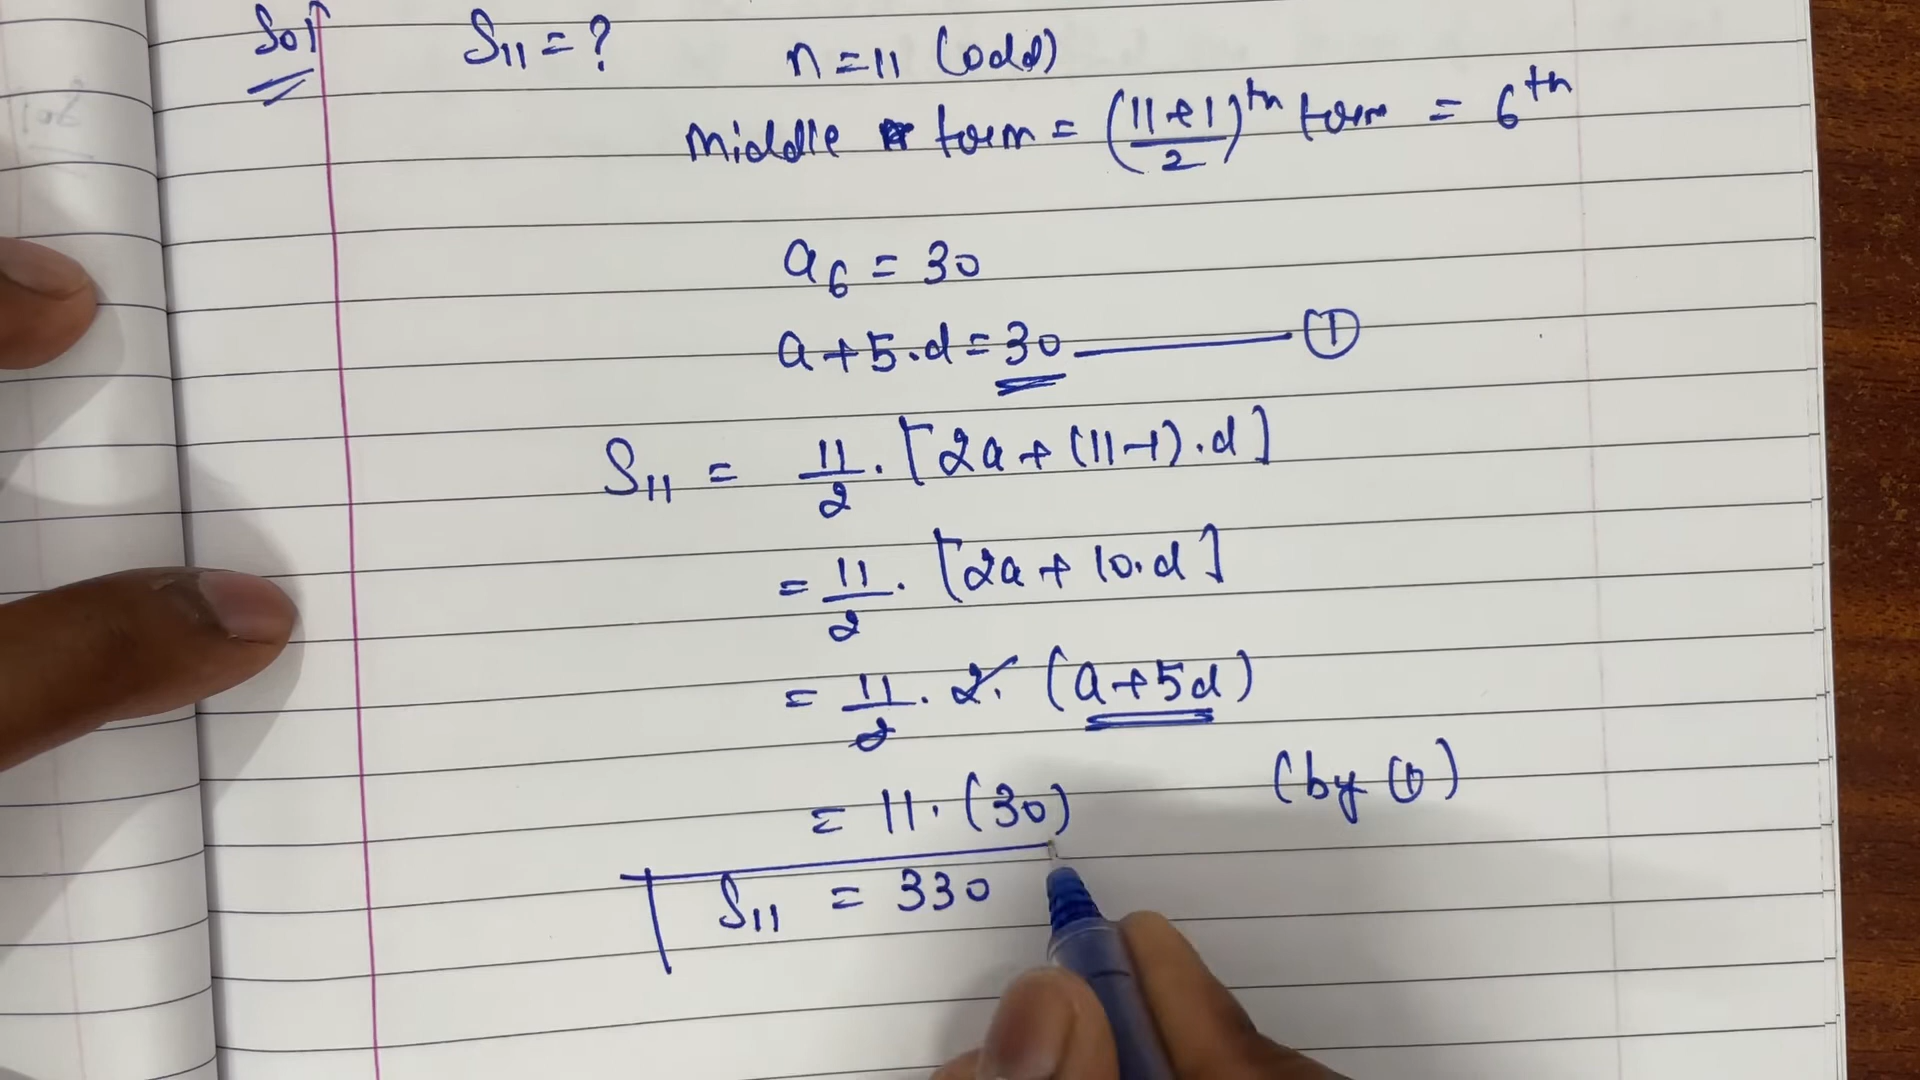 Sol S₁₁ = ? n = 11 (odd)
Middle term = ((11+1)/2)th term = 6th
a₆ = 30
a + 5.d = 30 ——— ①
S₁₁ = 11/2 . [2a + (11-1).d]
= 11/2 . [2a + 10.d]
= 11/2 . 2. (a+5d)
= 11.(30) (by ①)
S₁₁ = 330